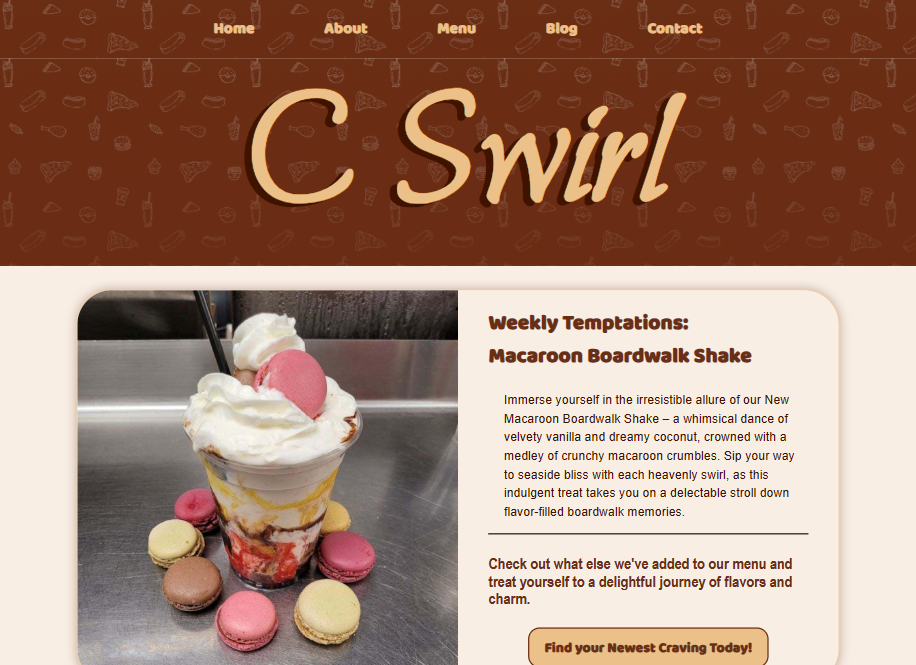 Home About Menu Blog Contact
C Swirl
Weekly Temptations:
Macaroon Boardwalk Shake
Immerse yourself in the irresistible allure of our New
Macaroon Boardwalk Shake – a whimsical dance of
velvety vanilla and dreamy coconut, crowned with a
medley of crunchy macaroon crumbles. Sip your way
to seaside bliss with each heavenly swirl, as this
indulgent treat takes you on a delectable stroll down
flavor-filled boardwalk memories.
Check out what else we've added to our menu and
treat yourself to a delightful journey of flavors and
charm.
Find your Newest Craving Today!